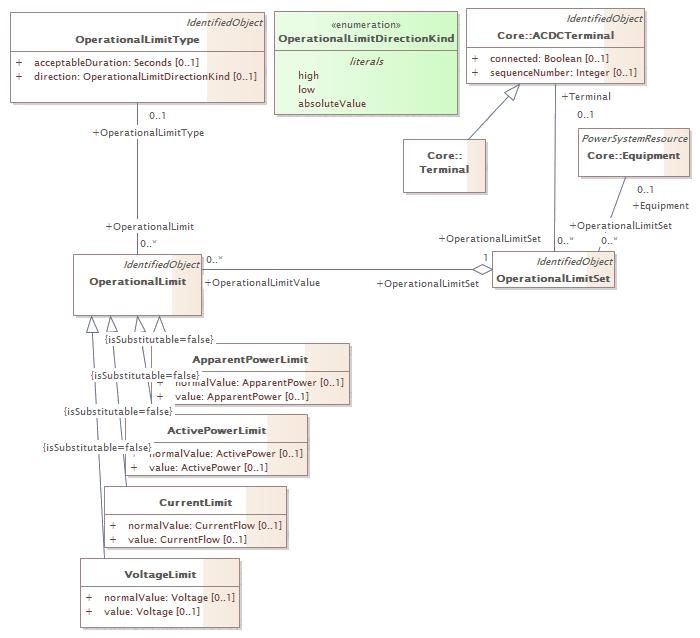 IdentifiedObject
OperationalLimitType
+ acceptableDuration: Seconds [0..1]
+ direction: OperationalLimitDirectionKind [0..1]
«enumeration»
OperationalLimitDirectionKind
literals
high
low
absoluteValue
IdentifiedObject
Core::ACDCTerminal
+ connected: Boolean [0..1]
+ sequenceNumber: Integer [0..1]
+Terminal
0..1
0..1
+OperationalLimitType
Core::
Terminal
PowerSystemResource
Core::Equipment
0..1
+Equipment
+OperationalLimit
0..*
+OperationalLimitSet
0..*
+OperationalLimitSet
0..*
IdentifiedObject
OperationalLimit
0..*
+OperationalLimitValue
1
+OperationalLimitSet
IdentifiedObject
OperationalLimitSet
{isSubstitutable=false}
ApparentPowerLimit
+ normalValue: ApparentPower [0..1]
+ value: ApparentPower [0..1]
{isSubstitutable=false}
ActivePowerLimit
+ normalValue: ActivePower [0..1]
+ value: ActivePower [0..1]
{isSubstitutable=false}
CurrentLimit
+ normalValue: CurrentFlow [0..1]
+ value: CurrentFlow [0..1]
{isSubstitutable=false}
VoltageLimit
+ normalValue: Voltage [0..1]
+ value: Voltage [0..1]